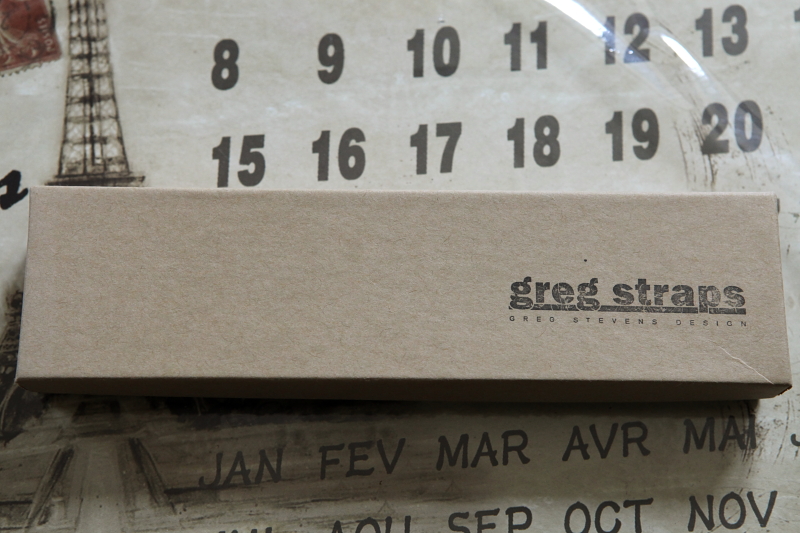 8 9 10 11 12 13
15 16 17 18 19 20
greg straps
GREG STEVENS DESIGN
JAN FEV MAR AVR MAI
AOU SEP OCT NOV